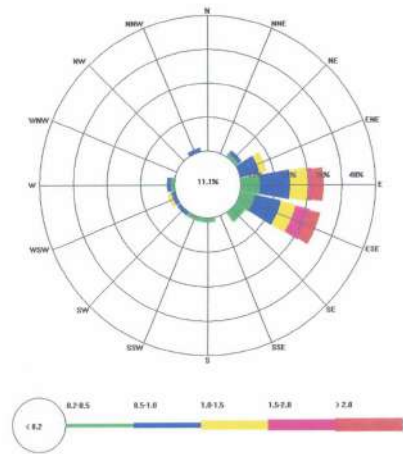 N
NNW NNE
NW NE
WNW ENE
11.1% 40%
W E
WSW ESE
SW SE
SSW SSE
S
0.2-0.5 0.5-1.0 1.0-1.5 1.5-2.0 > 2.0
< 0.2